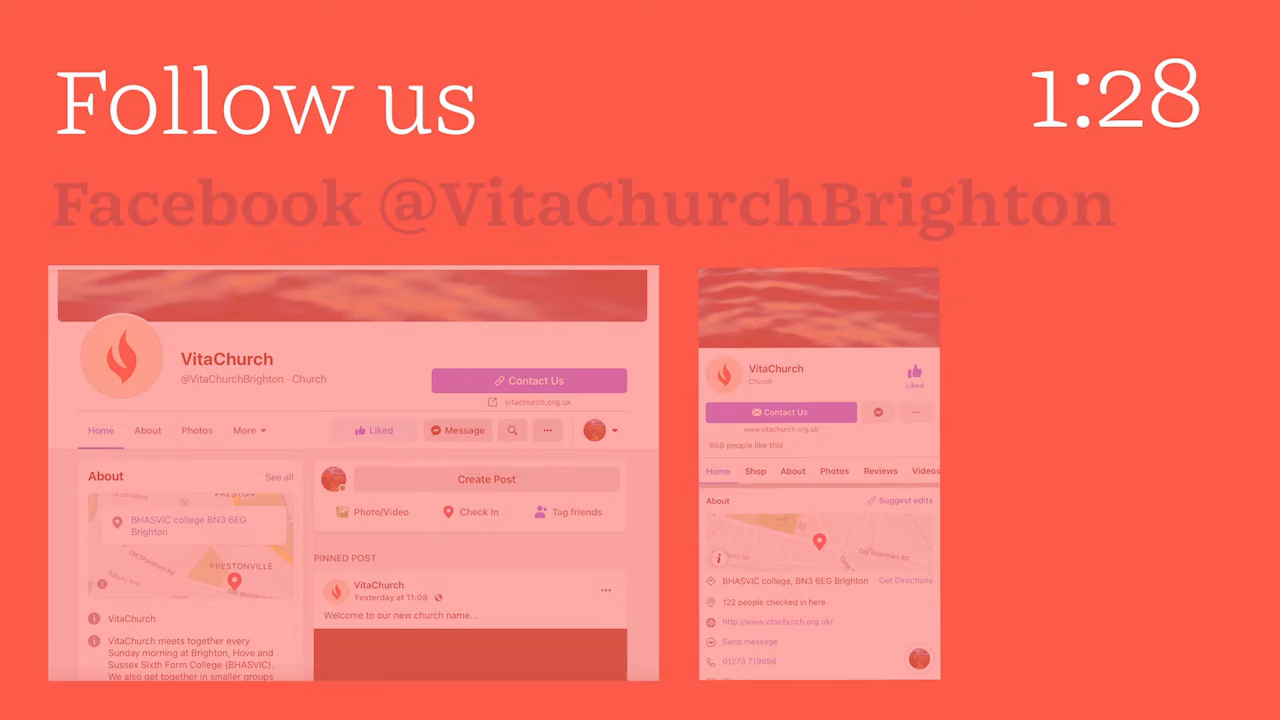 Follow us
1:28
Facebook @VitaChurchBrighton
VitaChurch
@VitaChurchBrighton · Church
Contact Us
vitachurch.org.uk
Home About Photos More
Liked Message
About See all
PRESTON
BHASVIC college BN3 6EG
Brighton
Old Shoreham Rd
PRESTONVILLE
VitaChurch
VitaChurch meets together every
Sunday morning at Brighton, Hove and
Sussex Sixth Form College (BHASVIC).
We also get together in smaller groups
Create Post
Photo/Video Check In Tag friends
PINNED POST
VitaChurch
Yesterday at 11:08 ·
Welcome to our new church name...
VitaChurch
Church
Liked
Contact Us
www.vitachurch.org.uk
858 people like this
Home Shop About Photos Reviews Videos
About Suggest edits
Old Shoreham Rd
BHASVIC college, BN3 6EG Brighton Get Directions
122 people checked in here
http://www.vitachurch.org.uk/
Send message
01273 719898